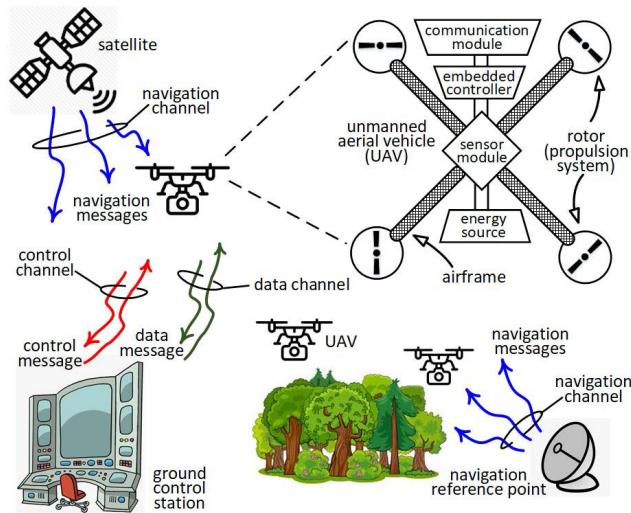 satellite
navigation
channel
navigation
messages
communication
module
embedded
controller
unmanned
aerial vehicle
(UAV)
sensor
module
rotor
(propulsion
system)
energy
source
airframe
control
channel
data channel
control
message
data
message
UAV
navigation
messages
navigation
channel
navigation
reference point
ground
control
station